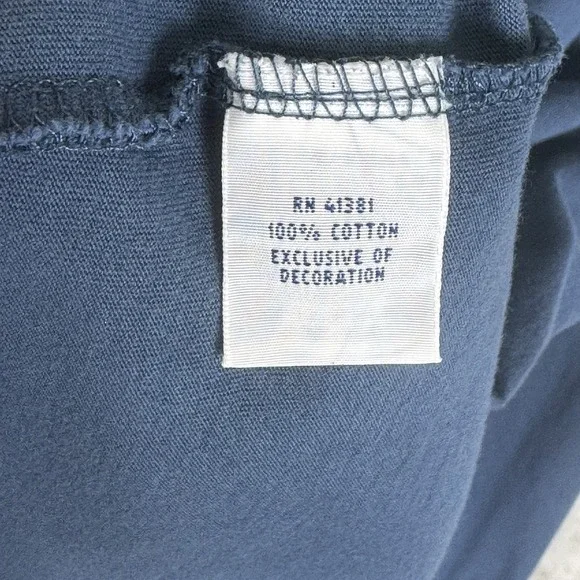 RN 41381
100% COTTON
EXCLUSIVE OF
DECORATION